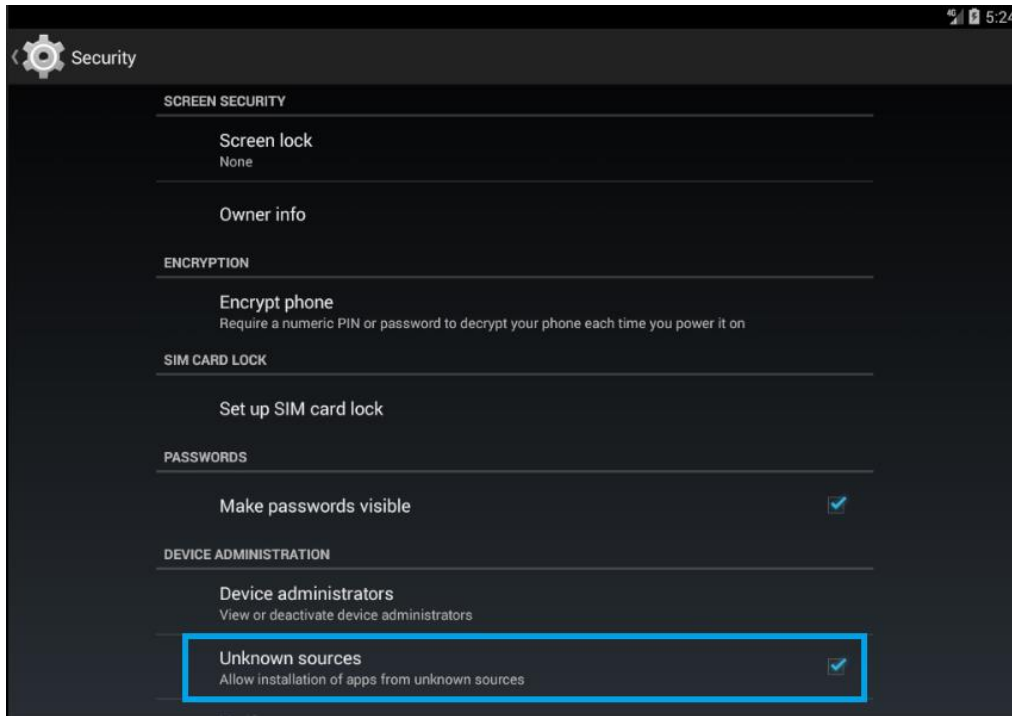 4G 5:24
Security
SCREEN SECURITY
Screen lock
None
Owner info
ENCRYPTION
Encrypt phone
Require a numeric PIN or password to decrypt your phone each time you power it on
SIM CARD LOCK
Set up SIM card lock
PASSWORDS
Make passwords visible
DEVICE ADMINISTRATION
Device administrators
View or deactivate device administrators
Unknown sources
Allow installation of apps from unknown sources